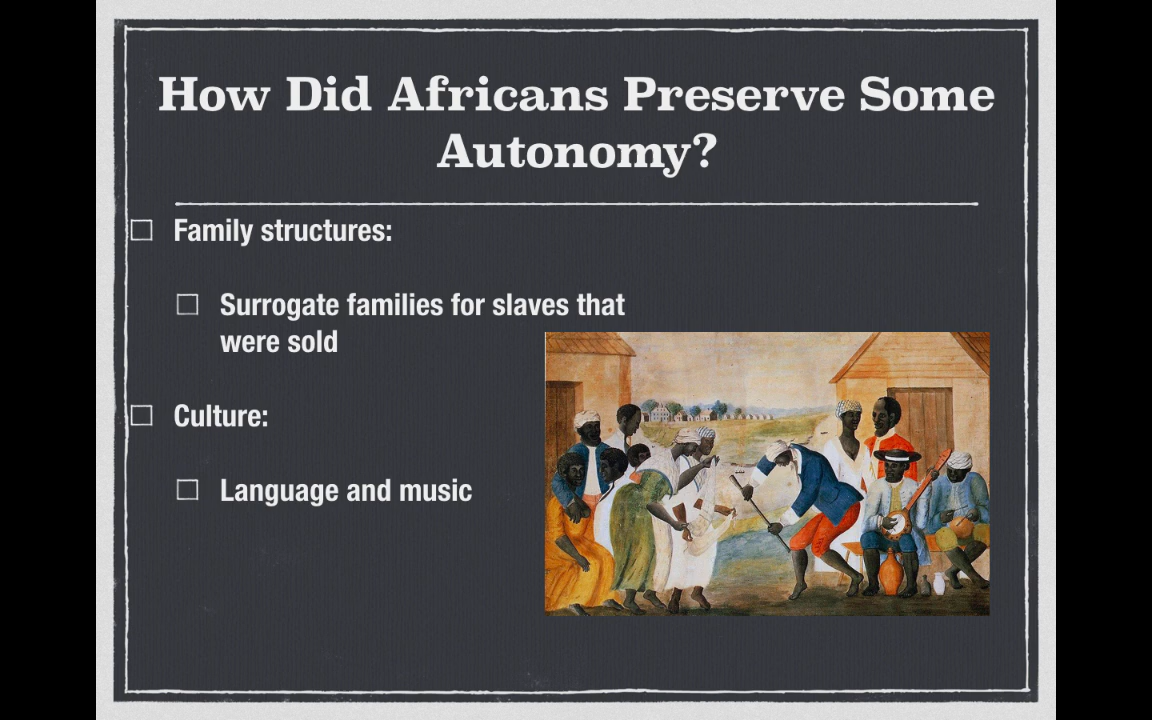 How Did Africans Preserve Some
Autonomy?
Family structures:
Surrogate families for slaves that
were sold
Culture:
Language and music